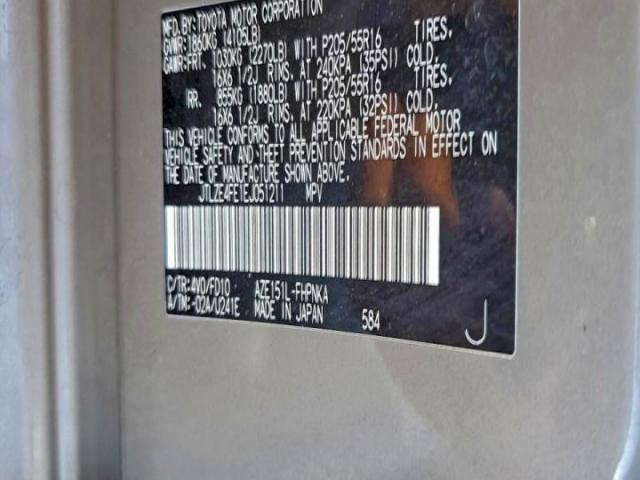 MFD. BY: TOYOTA MOTOR CORPORATION
GVWR: 1860KG (4105LB)
GAWR: FRT. 1030KG (2270LB) WITH P205/55R16 TIRES,
16X6 1/2J RIMS, AT 240KPA (35PSI) COLD.
RR. 855KG (1880LB) WITH P205/55R16 TIRES,
16X6 1/2J RIMS, AT 220KPA (32PSI) COLD.
THIS VEHICLE CONFORMS TO ALL APPLICABLE FEDERAL MOTOR
VEHICLE SAFETY AND THEFT PREVENTION STANDARDS IN EFFECT ON
THE DATE OF MANUFACTURE SHOWN ABOVE.
JTLZE4FE1EJ051211 MPV
C/TR: 4V0/FD10 AZE151L-FHPNKA
A/TM: -02A/U241E MADE IN JAPAN 584
J